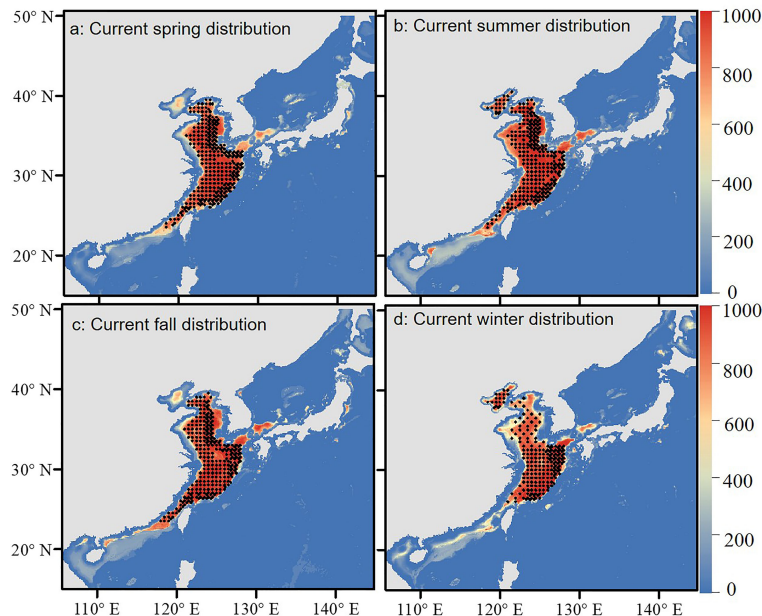 50° N
40° N
30° N
20° N
a: Current spring distribution
b: Current summer distribution
1000
800
600
400
200
0
50° N
40° N
30° N
20° N
c: Current fall distribution
d: Current winter distribution
1000
800
600
400
200
0
110° E 120° E 130° E 140° E
110° E 120° E 130° E 140° E